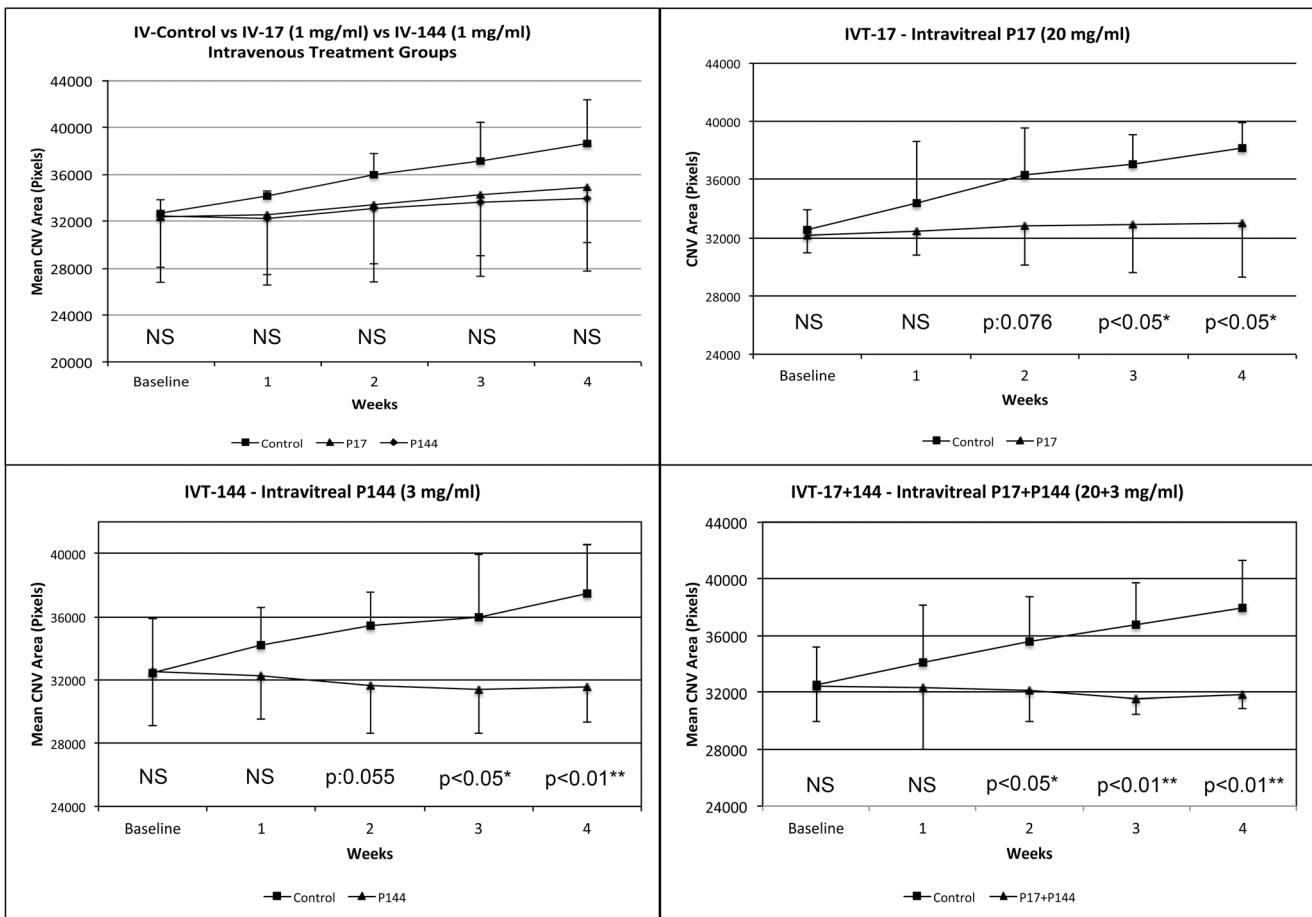 IV-Control vs IV-17 (1 mg/ml) vs IV-144 (1 mg/ml)
Intravenous Treatment Groups
Mean CNV Area (Pixels)
44000
40000
36000
32000
28000
24000
20000
NS NS NS NS NS
Baseline 1 2 3 4
Weeks
Control P17 P144
IVT-17 - Intravitreal P17 (20 mg/ml)
CNV Area (Pixels)
44000
40000
36000
32000
28000
24000
NS NS p:0.076 p<0.05* p<0.05*
Baseline 1 2 3 4
Weeks
Control P17
IVT-144 - Intravitreal P144 (3 mg/ml)
Mean CNV Area (Pixels)
40000
36000
32000
28000
24000
NS NS p:0.055 p<0.05* p<0.01**
Baseline 1 2 3 4
Weeks
Control P144
IVT-17+144 - Intravitreal P17+P144 (20+3 mg/ml)
Mean CNV Area (Pixels)
44000
40000
36000
32000
28000
24000
NS NS p<0.05* p<0.01** p<0.01**
Baseline 1 2 3 4
Weeks
Control P17+P144